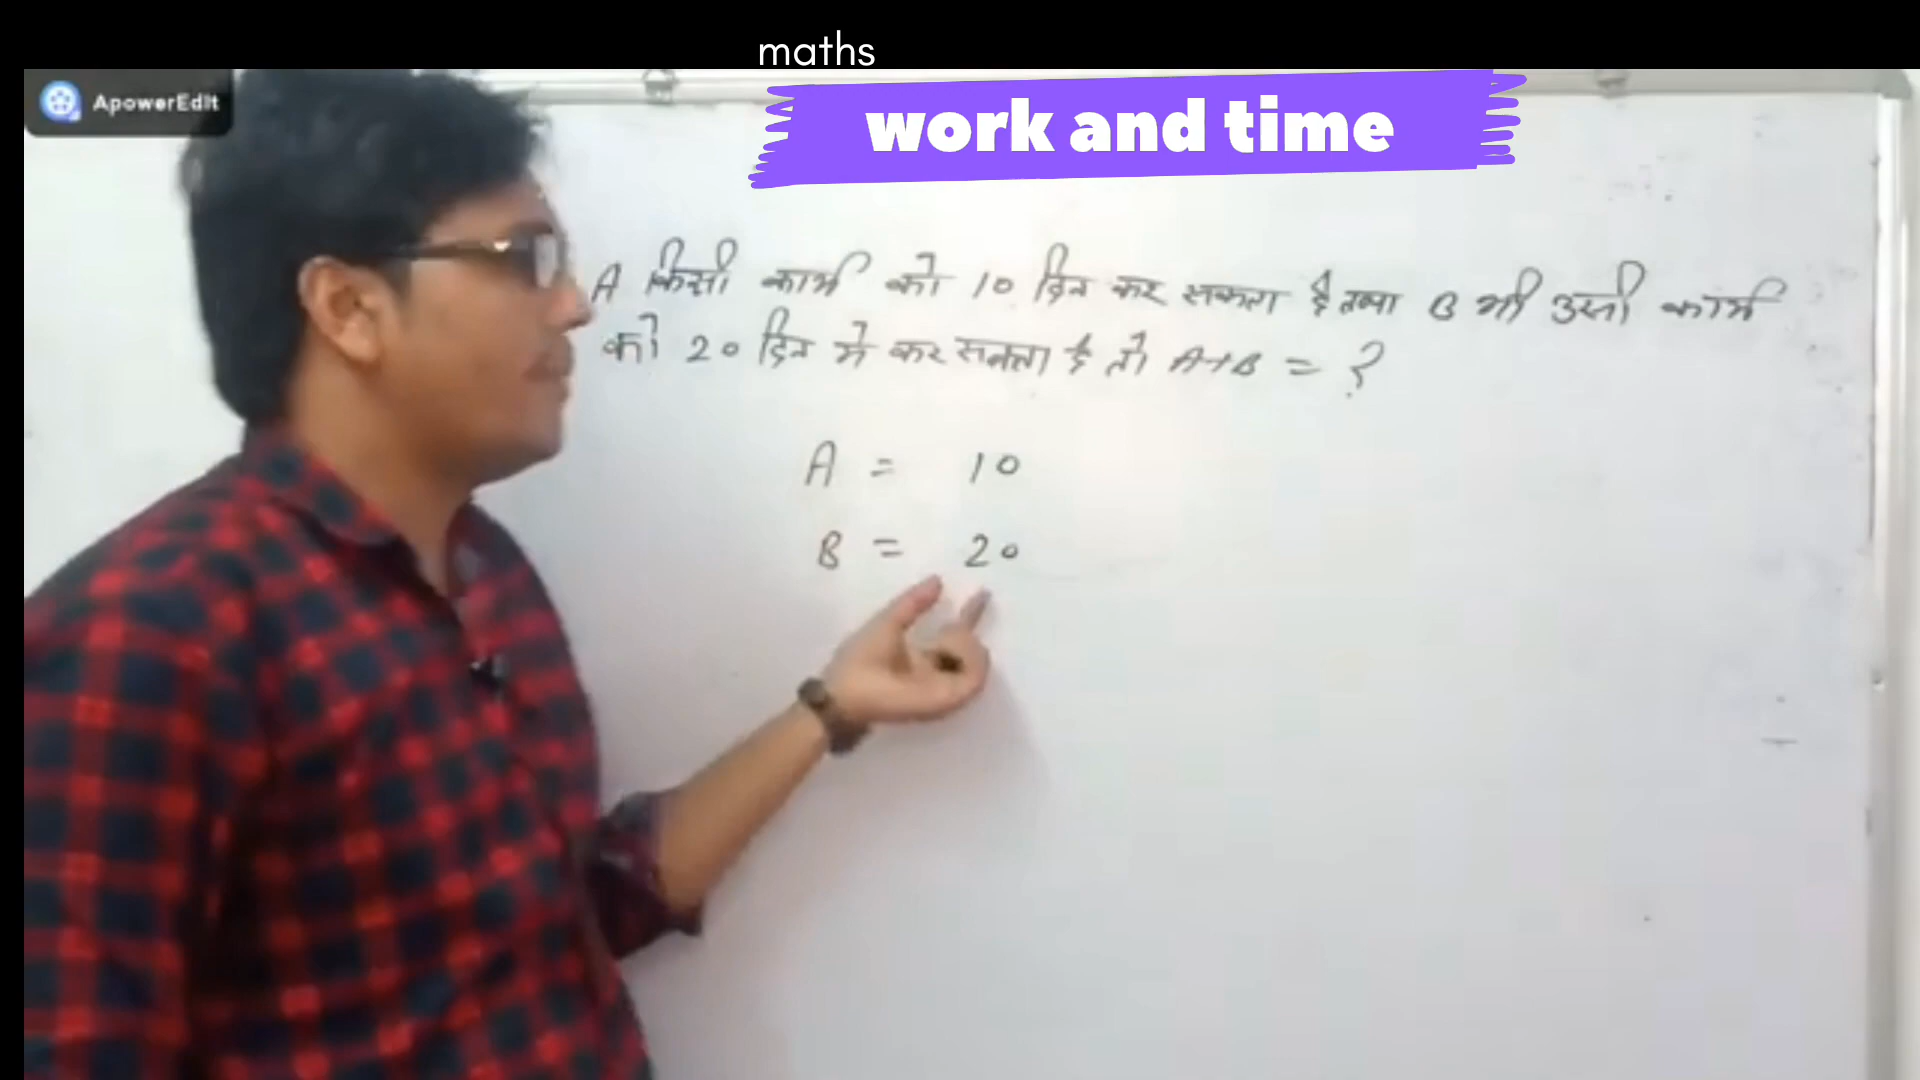 maths
ApowerEdit
work and time
A किसी कार्य को 10 दिन कर सकता है तथा B भी उसी कार्य
को 20 दिन मे कर सकता है तो A+B = ?
A = 10
B = 20